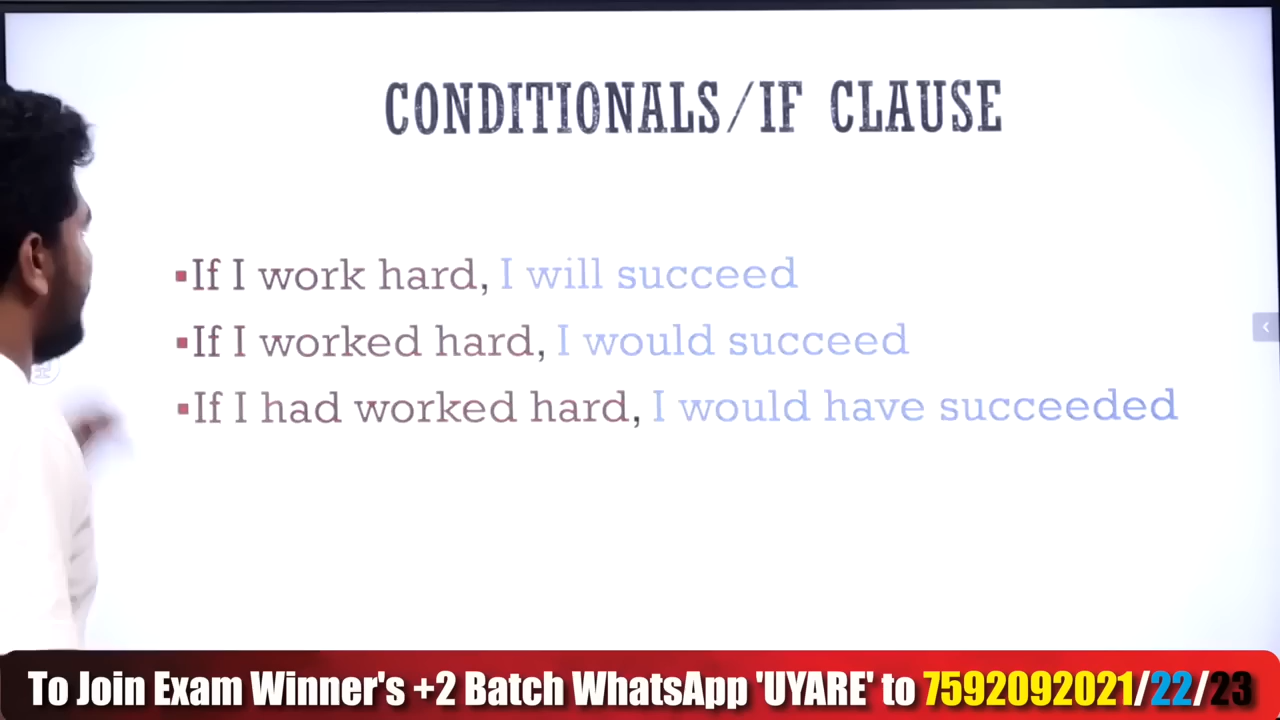 CONDITIONALS/IF CLAUSE
▪If I work hard, I will succeed
▪If I worked hard, I would succeed
▪If I had worked hard, I would have succeeded
To Join Exam Winner's +2 Batch WhatsApp 'UYARE' to 7592092021/22/23